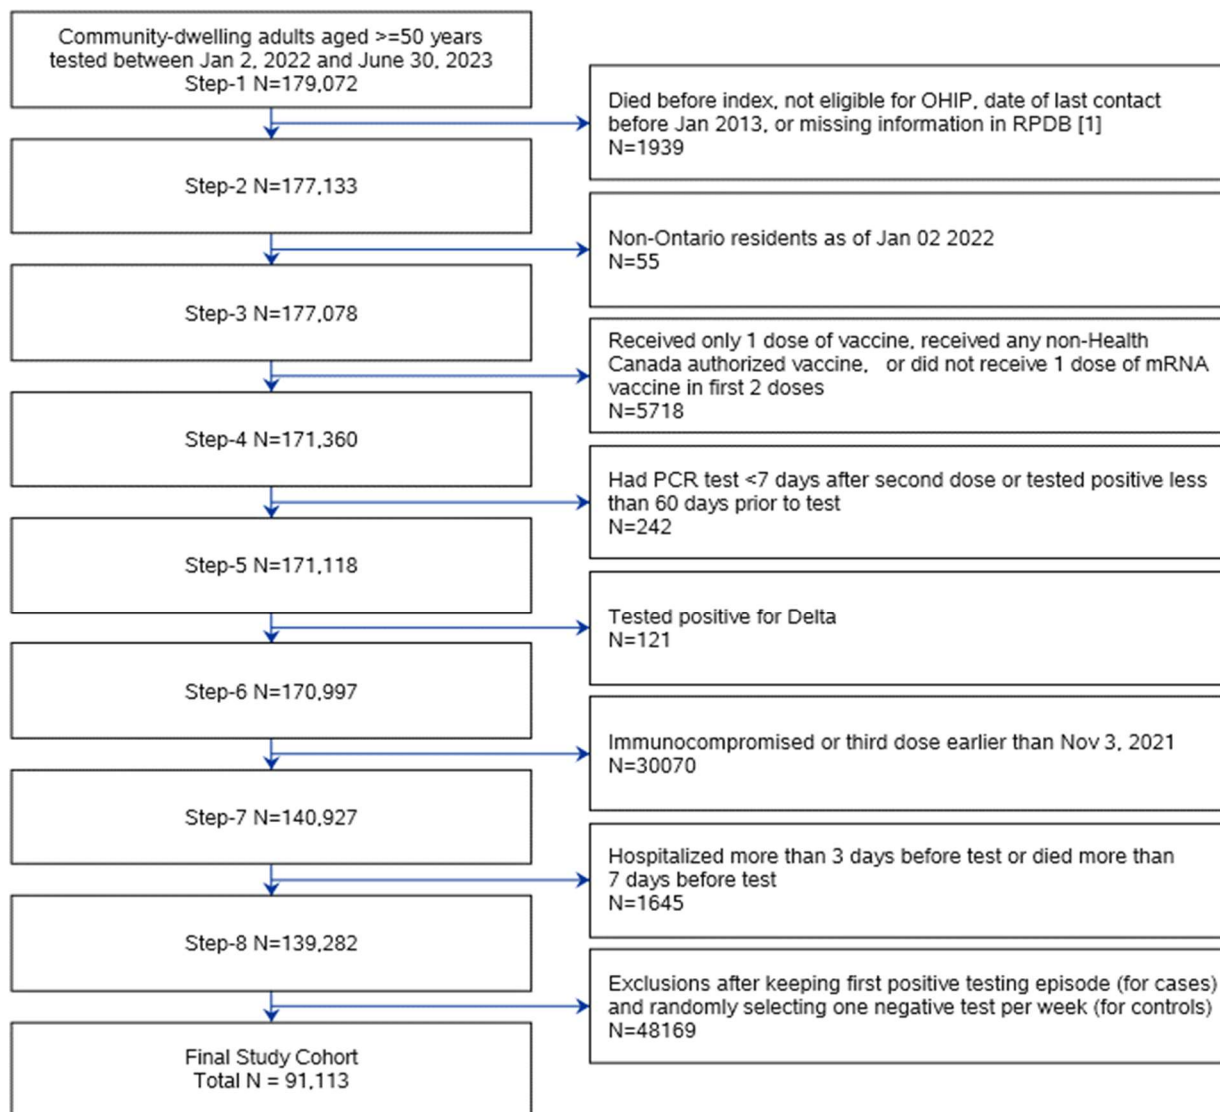 Community-dwelling adults aged >=50 years
tested between Jan 2, 2022 and June 30, 2023
Step-1 N=179,072
Died before index, not eligible for OHIP, date of last contact
before Jan 2013, or missing information in RPDB [1]
N=1939
Step-2 N=177,133
Non-Ontario residents as of Jan 02 2022
N=55
Step-3 N=177,078
Received only 1 dose of vaccine, received any non-Health
Canada authorized vaccine,   or did not receive 1 dose of mRNA
vaccine in first 2 doses
N=5718
Step-4 N=171,360
Had PCR test <7 days after second dose or tested positive less
than 60 days prior to test
N=242
Step-5 N=171,118
Tested positive for Delta
N=121
Step-6 N=170,997
Immunocompromised or third dose earlier than Nov 3, 2021
N=30070
Step-7 N=140,927
Hospitalized more than 3 days before test or died more than
7 days before test
N=1645
Step-8 N=139,282
Exclusions after keeping first positive testing episode (for cases)
and randomly selecting one negative test per week (for controls)
N=48169
Final Study Cohort
Total N = 91,113